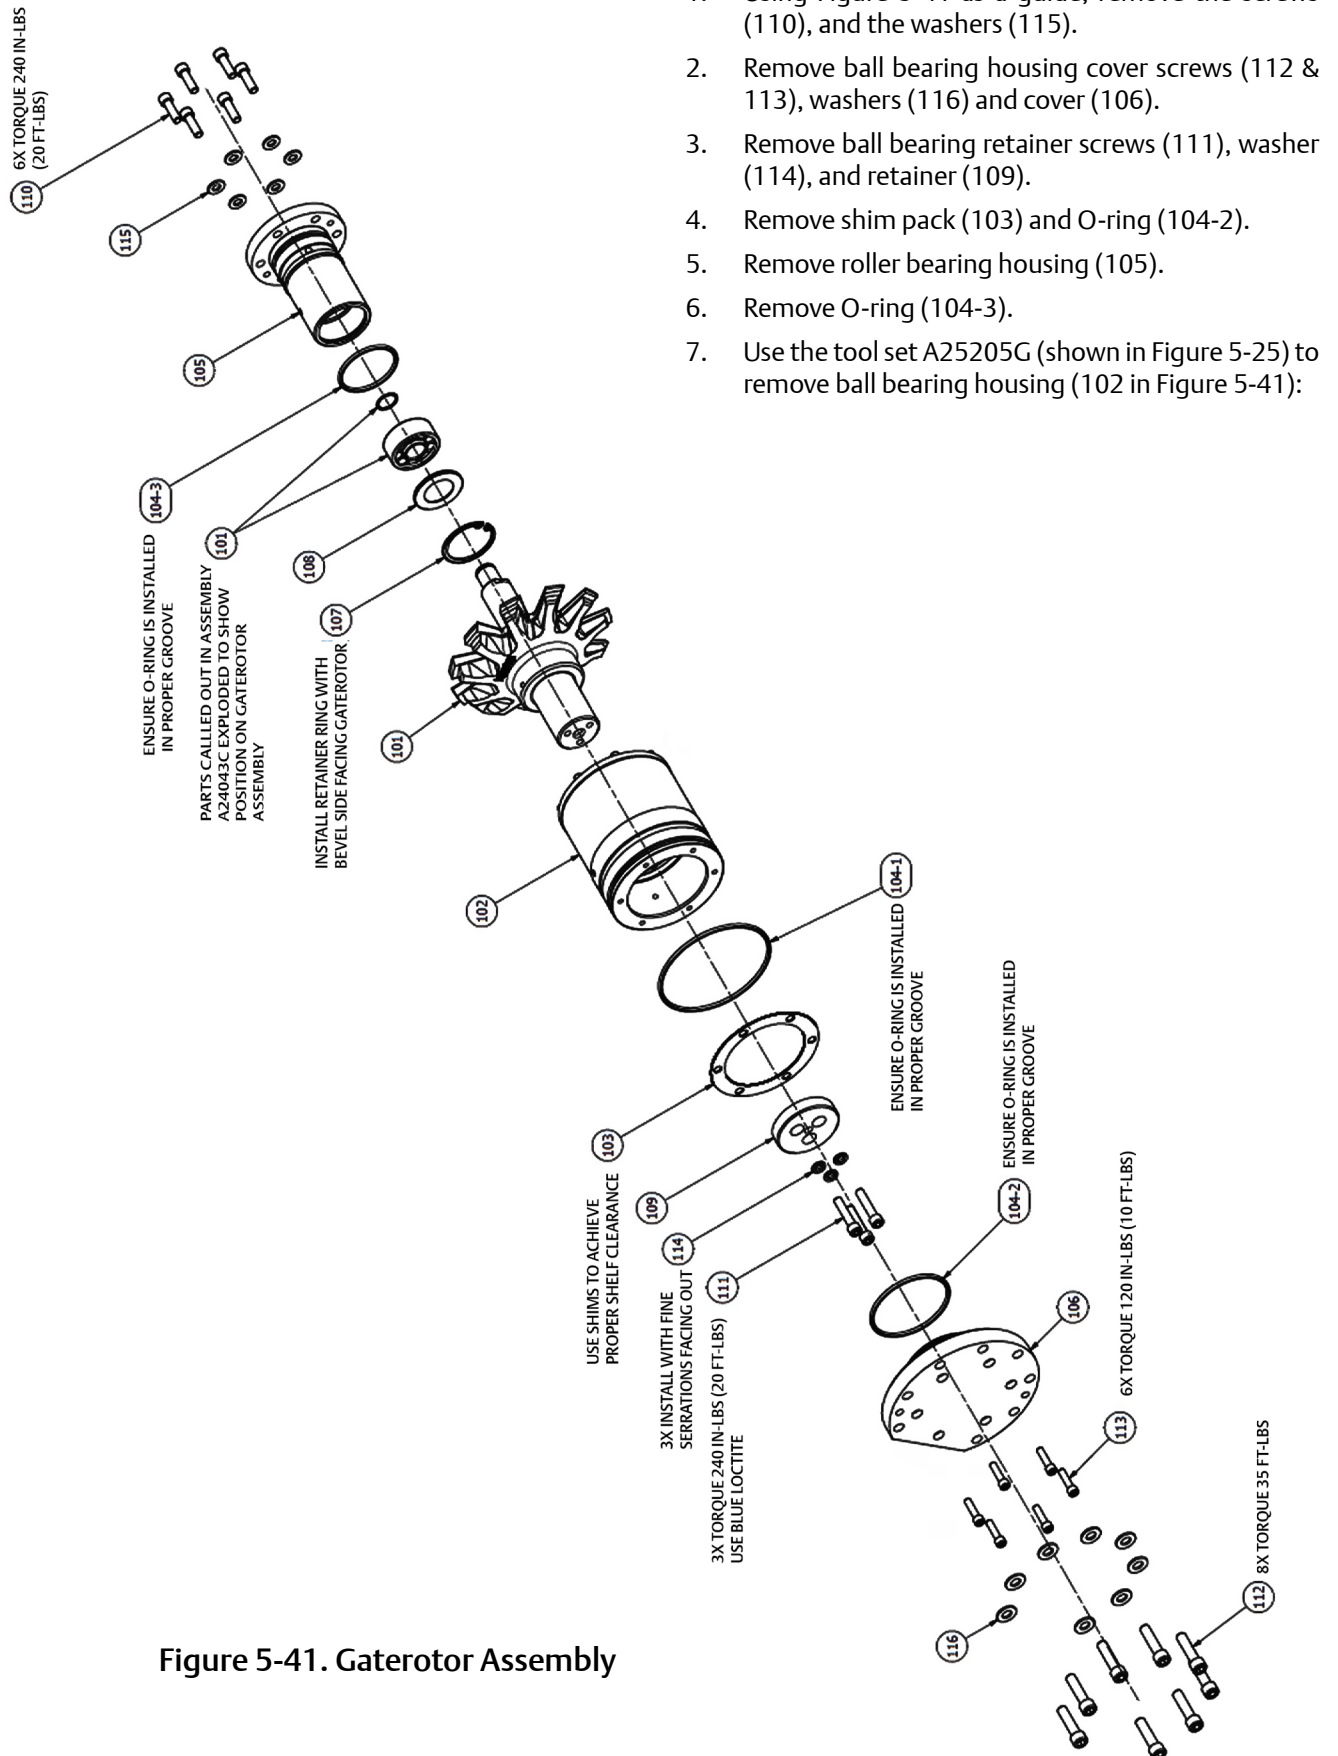 (110), and the washers (115).
2. Remove ball bearing housing cover screws (112 &
113), washers (116) and cover (106).
3. Remove ball bearing retainer screws (111), washer
(114), and retainer (109).
4. Remove shim pack (103) and O-ring (104-2).
5. Remove roller bearing housing (105).
6. Remove O-ring (104-3).
7. Use the tool set A25205G (shown in Figure 5-25) to
remove ball bearing housing (102 in Figure 5-41):
110
6X TORQUE 240 IN-LBS
(20 FT-LBS)
115
105
104-3
ENSURE O-RING IS INSTALLED
IN PROPER GROOVE
101
PARTS CALLLED OUT IN ASSEMBLY
A24043C EXPLODED TO SHOW
POSITION ON GATEROTOR
ASSEMBLY
108
107
INSTALL RETAINER RING WITH
BEVEL SIDE FACING GATEROTOR
101
102
104-1
ENSURE O-RING IS INSTALLED
IN PROPER GROOVE
103
USE SHIMS TO ACHIEVE
PROPER SHELF CLEARANCE
109
114
3X INSTALL WITH FINE
SERRATIONS FACING OUT
111
3X TORQUE 240 IN-LBS (20 FT-LBS)
USE BLUE LOCTITE
104-2
ENSURE O-RING IS INSTALLED
IN PROPER GROOVE
106
113
6X TORQUE 120 IN-LBS (10 FT-LBS)
112
8X TORQUE 35 FT-LBS
116
Figure 5-41. Gaterotor Assembly